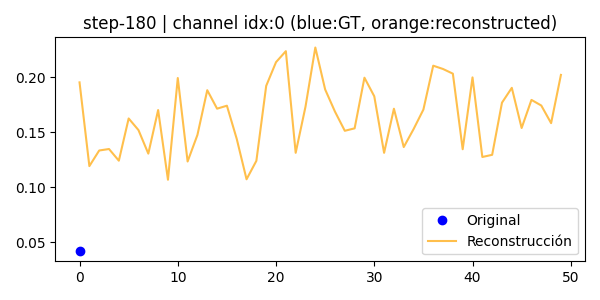 step-180 | channel idx:0 (blue:GT, orange:reconstructed)
0.20
0.15
0.10
0.05
Original
Reconstrucción
0 10 20 30 40 50